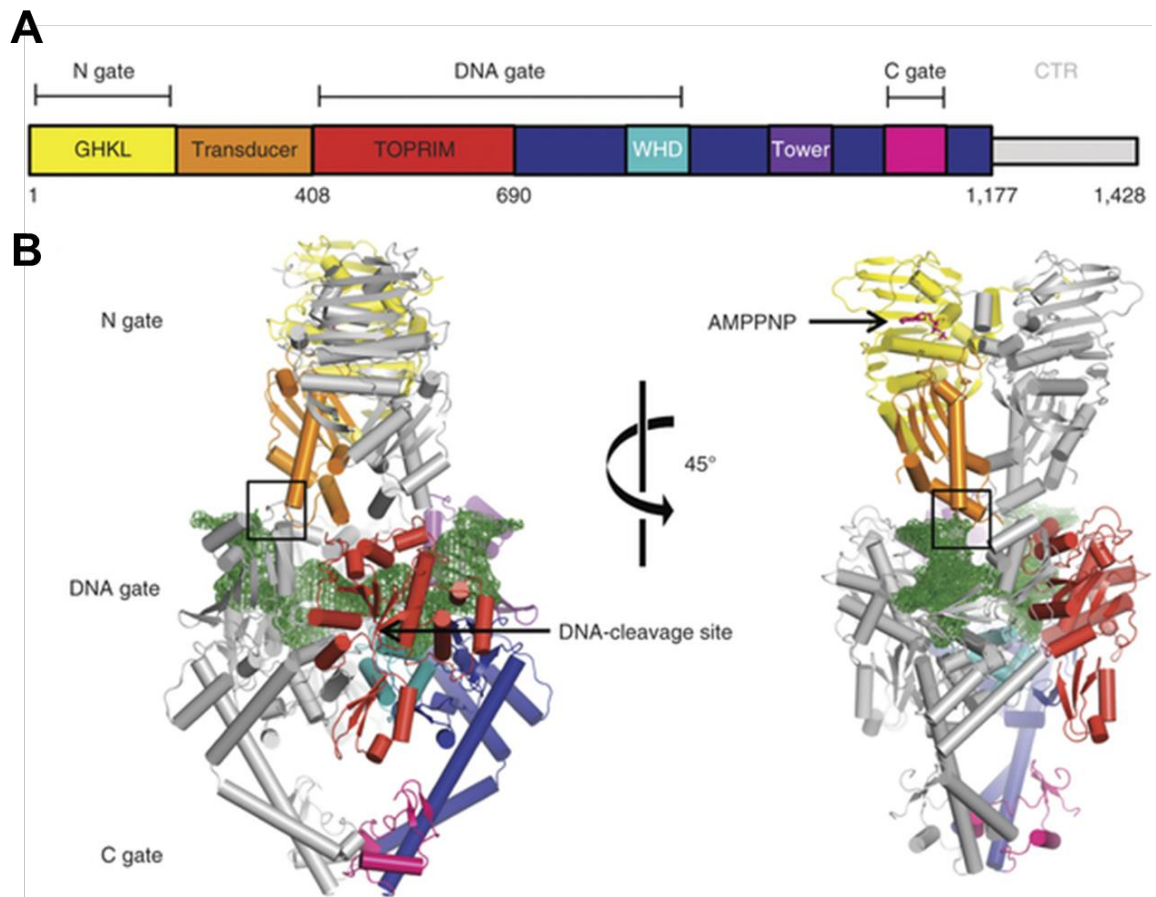 A
N gate DNA gate C gate CTR
GHKL Transducer TOPRIM WHD Tower
1 408 690 1,177 1,428
B
N gate
AMPPNP
45°
DNA gate
DNA-cleavage site
C gate